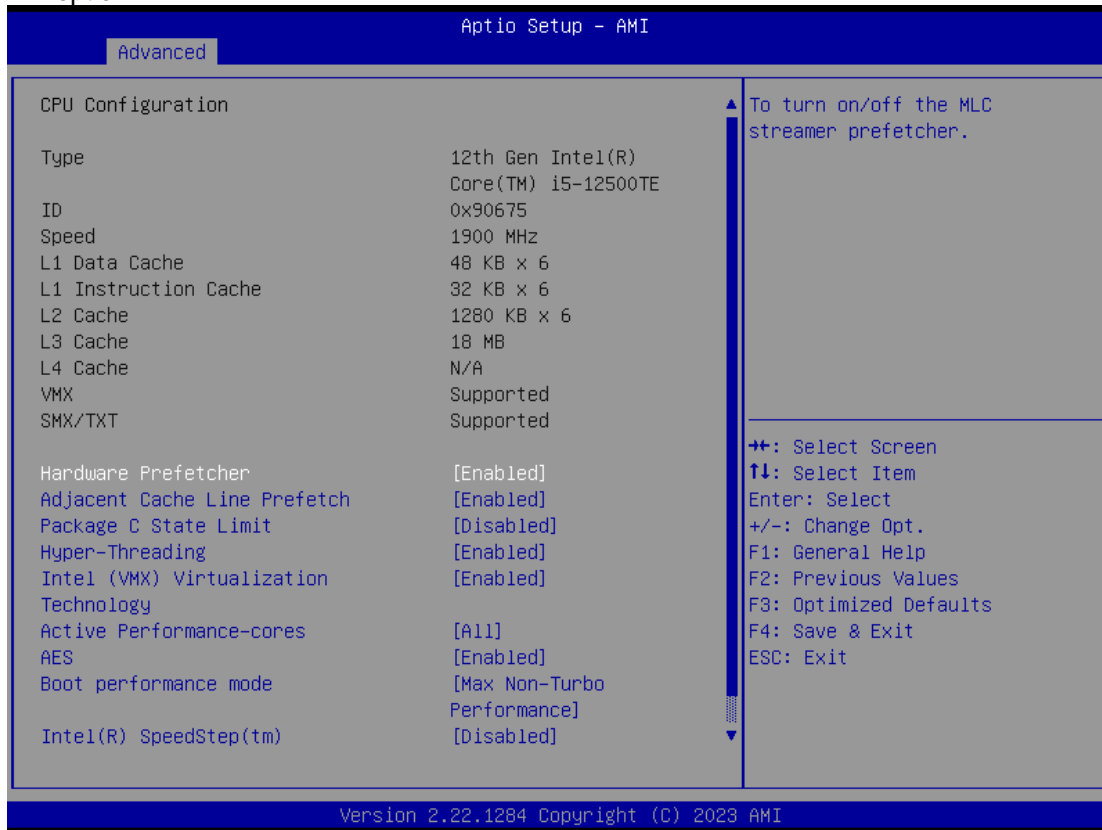 Aptio Setup – AMI
Advanced
CPU Configuration
Type 12th Gen Intel(R)
Core(TM) i5-12500TE
ID 0x90675
Speed 1900 MHz
L1 Data Cache 48 KB x 6
L1 Instruction Cache 32 KB x 6
L2 Cache 1280 KB x 6
L3 Cache 18 MB
L4 Cache N/A
VMX Supported
SMX/TXT Supported
Hardware Prefetcher [Enabled]
Adjacent Cache Line Prefetch [Enabled]
Package C State Limit [Disabled]
Hyper-Threading [Enabled]
Intel (VMX) Virtualization [Enabled]
Technology
Active Performance-cores [All]
AES [Enabled]
Boot performance mode [Max Non-Turbo
Performance]
Intel(R) SpeedStep(tm) [Disabled]
To turn on/off the MLC
streamer prefetcher.
→←: Select Screen
↑↓: Select Item
Enter: Select
+/-: Change Opt.
F1: General Help
F2: Previous Values
F3: Optimized Defaults
F4: Save & Exit
ESC: Exit
Version 2.22.1284 Copyright (C) 2023 AMI